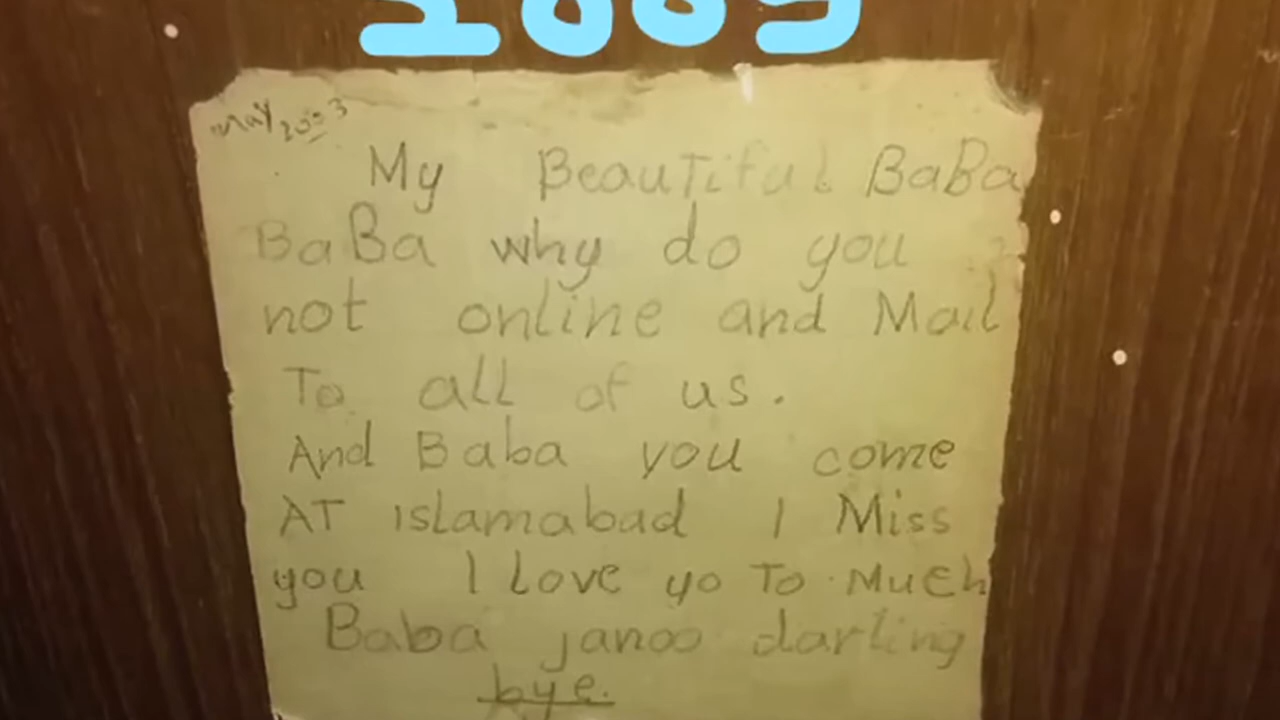 May 2003
My Beautiful BaBa
BaBa why do you
not online and Mail
To all of us.
And Baba you come
AT islamabad I Miss
you I Love yo To Much
Baba janoo darling
bye.